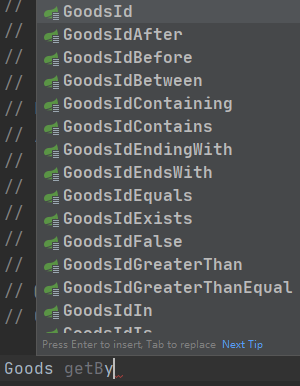 //
GoodsId
//
GoodsIdAfter
//
GoodsIdBefore
//
GoodsIdBetween
//
GoodsIdContaining
//
GoodsIdContains
//
GoodsIdEndingWith
//
GoodsIdEndsWith
//
GoodsIdEquals
//
GoodsIdExists
//
GoodsIdFalse
//
GoodsIdGreaterThan
//
GoodsIdGreaterThanEqual
//
GoodsIdIn
Press Enter to insert, Tab to replace Next Tip
Goods getBy